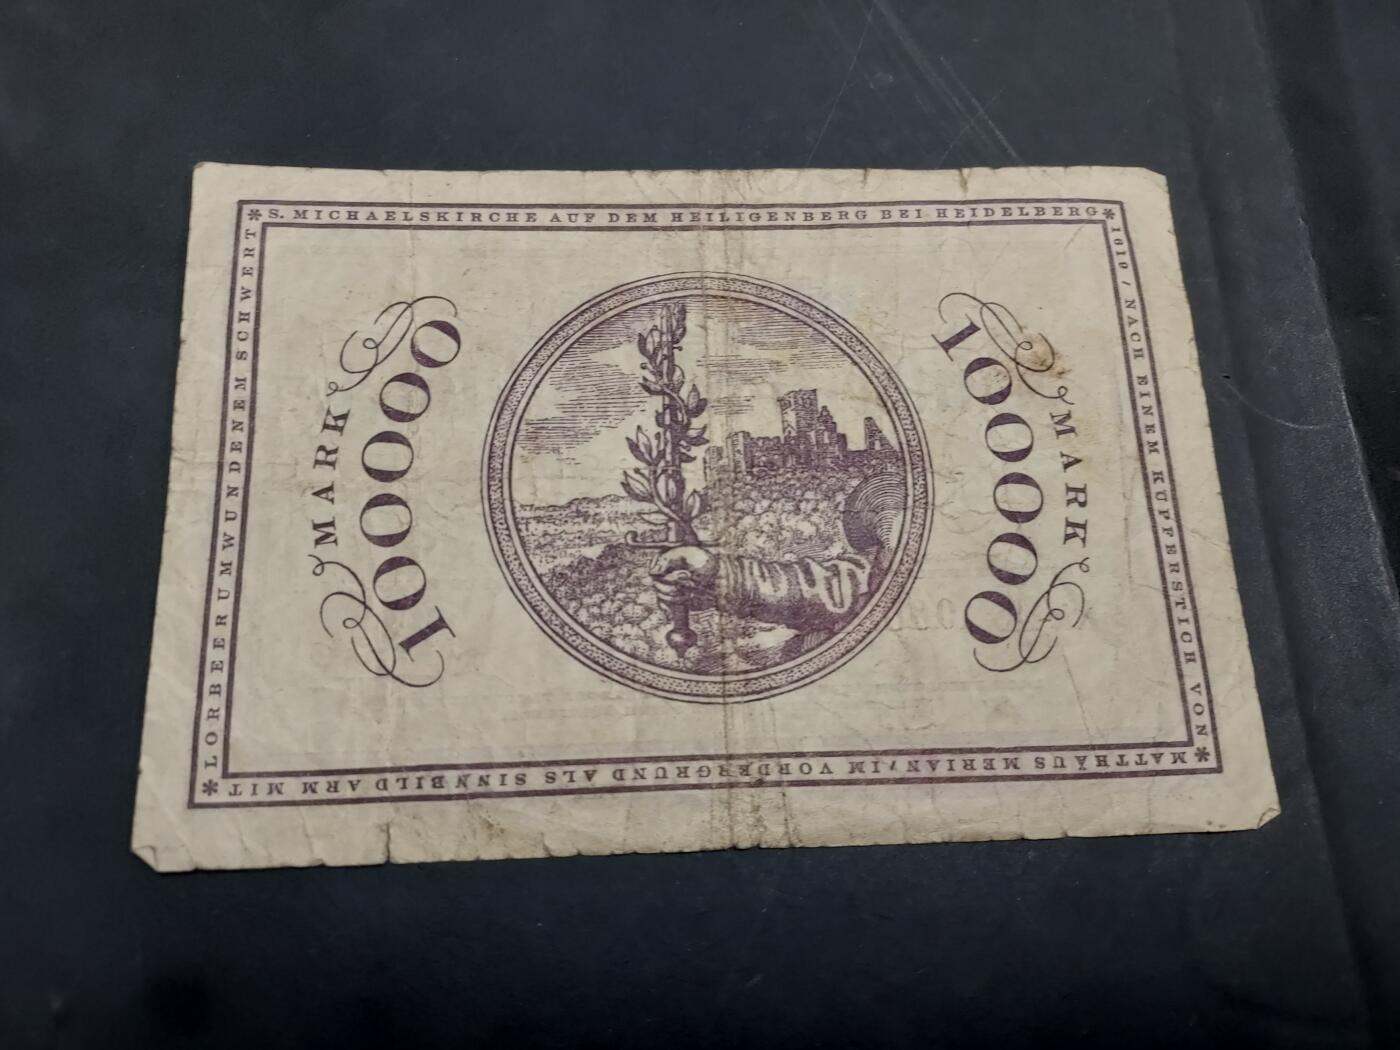 * S. MICHAELSKIRCHE AUF DEM HEILIGENBERG BEI HEIDELBERG *
1619 / NACH EINEM KUPFERSTICH VON
* MATTHÄUS MERIAN / IM VORDERGRUND ALS SINNBILD ARM MIT
* LORBEERUMWUNDENEM SCHWERT
MARK
100000
100000
MARK